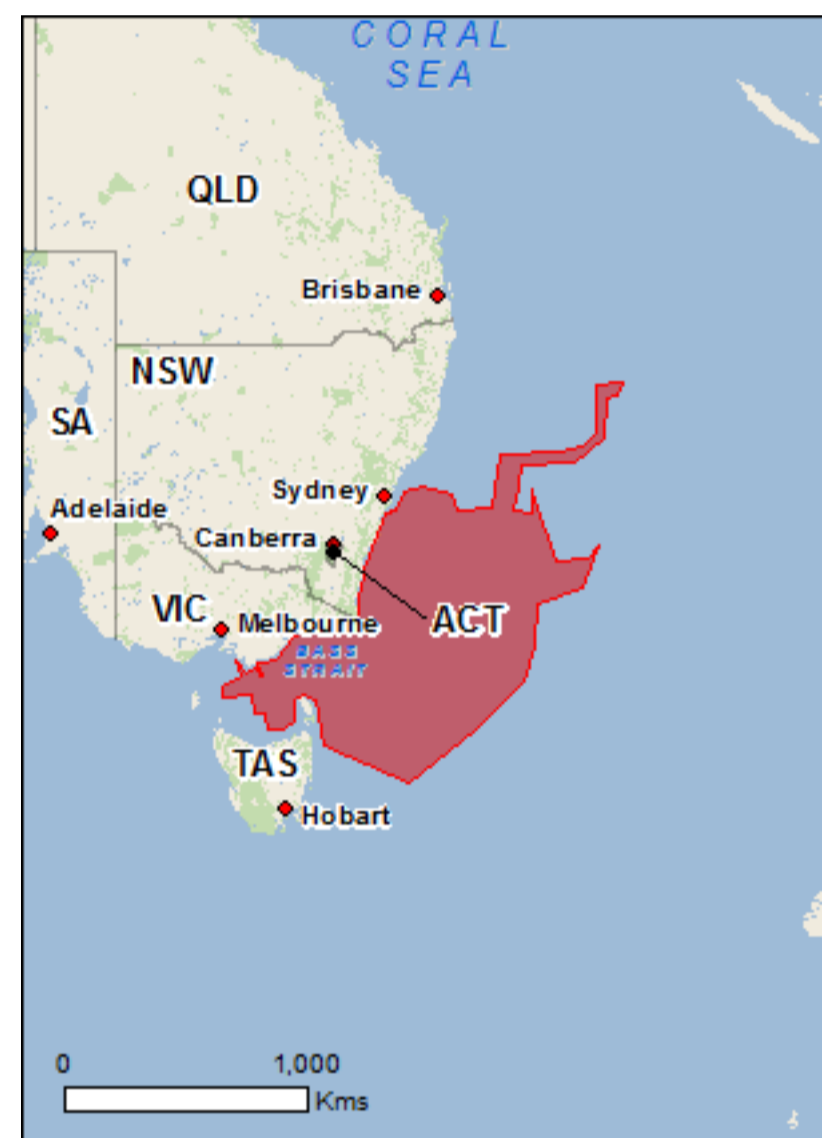 CORAL
SEA
QLD
Brisbane
NSW
SA
Sydney
Adelaide
Canberra
VIC
Melbourne
ACT
BASS
STRAIT
TAS
Hobart
0 1,000
Kms